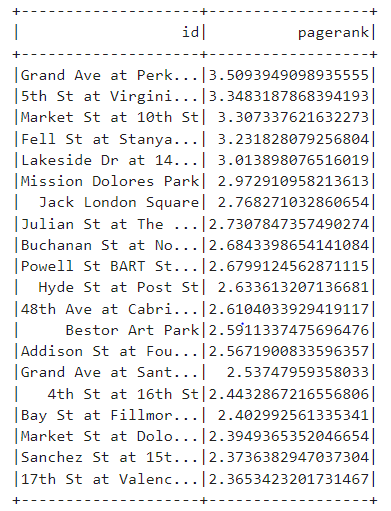 +--------------------+------------------+
|                  id|          pagerank|
+--------------------+------------------+
|Grand Ave at Perk...|3.5093949098935555|
|5th St at Virgini...|3.3483187868394193|
|Market St at 10th St| 3.307337621632273|
|Fell St at Stanya...| 3.231828079256804|
|Lakeside Dr at 14...| 3.013898076516019|
|Mission Dolores Park| 2.972910958213613|
|  Jack London Square| 2.768271032860654|
|Julian St at The ...|2.7307847357490274|
|Buchanan St at No...|2.6843398654141084|
|Powell St BART St...|2.6799124562871115|
|  Hyde St at Post St| 2.633613207136681|
|48th Ave at Cabri...|2.6104033929419117|
|     Bestor Art Park|2.5911337475696476|
|Addison St at Fou...|2.5671900833596357|
|Grand Ave at Sant...|  2.53747959358033|
|   4th St at 16th St|2.4432867216556806|
|Bay St at Fillmor...| 2.402992561335341|
|Market St at Dolo...|2.3949365352046654|
|Sanchez St at 15t...|2.3736382947037304|
|17th St at Valenc...|2.3653423201731467|
+--------------------+------------------+